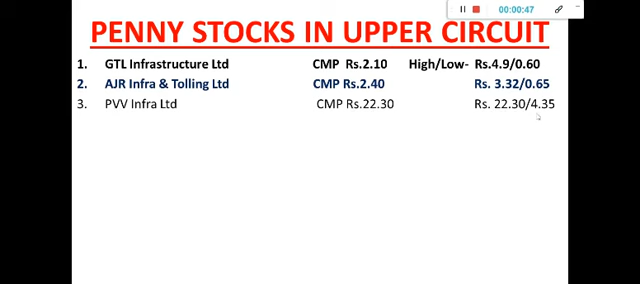 00:00:47
PENNY STOCKS IN UPPER CIRCUIT
1. GTL Infrastructure Ltd CMP Rs.2.10 High/Low- Rs.4.9/0.60
2. AJR Infra & Tolling Ltd CMP Rs.2.40 Rs. 3.32/0.65
3. PVV Infra Ltd CMP Rs.22.30 Rs. 22.30/4.35